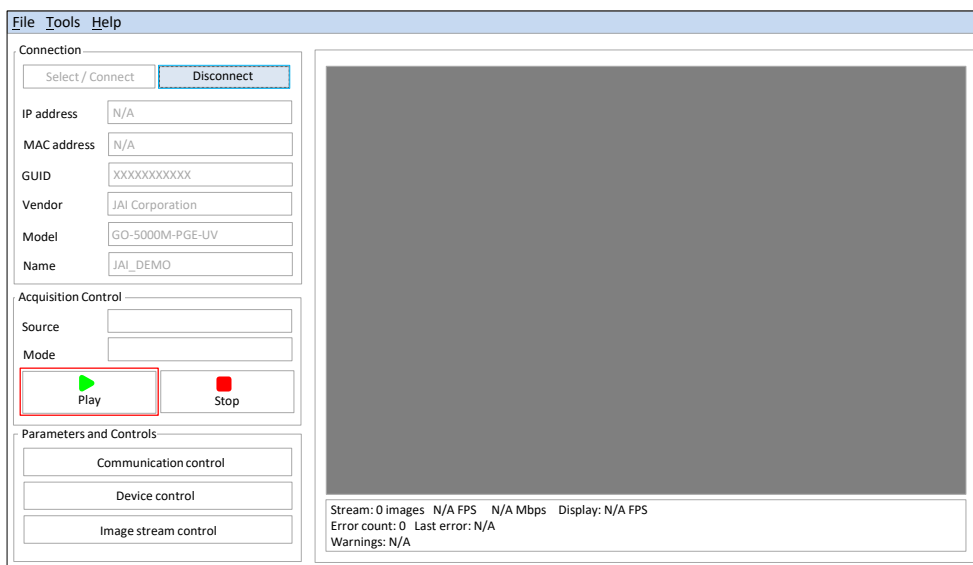 File Tools Help
Connection
Select / Connect Disconnect
IP address N/A
MAC address N/A
GUID XXXXXXXXXXX
Vendor JAI Corporation
Model GO-5000M-PGE-UV
Name JAI_DEMO
Acquisition Control
Source
Mode
Play Stop
Parameters and Controls
Communication control
Device control
Image stream control
Stream: 0 images N/A FPS N/A Mbps Display: N/A FPS
Error count: 0 Last error: N/A
Warnings: N/A